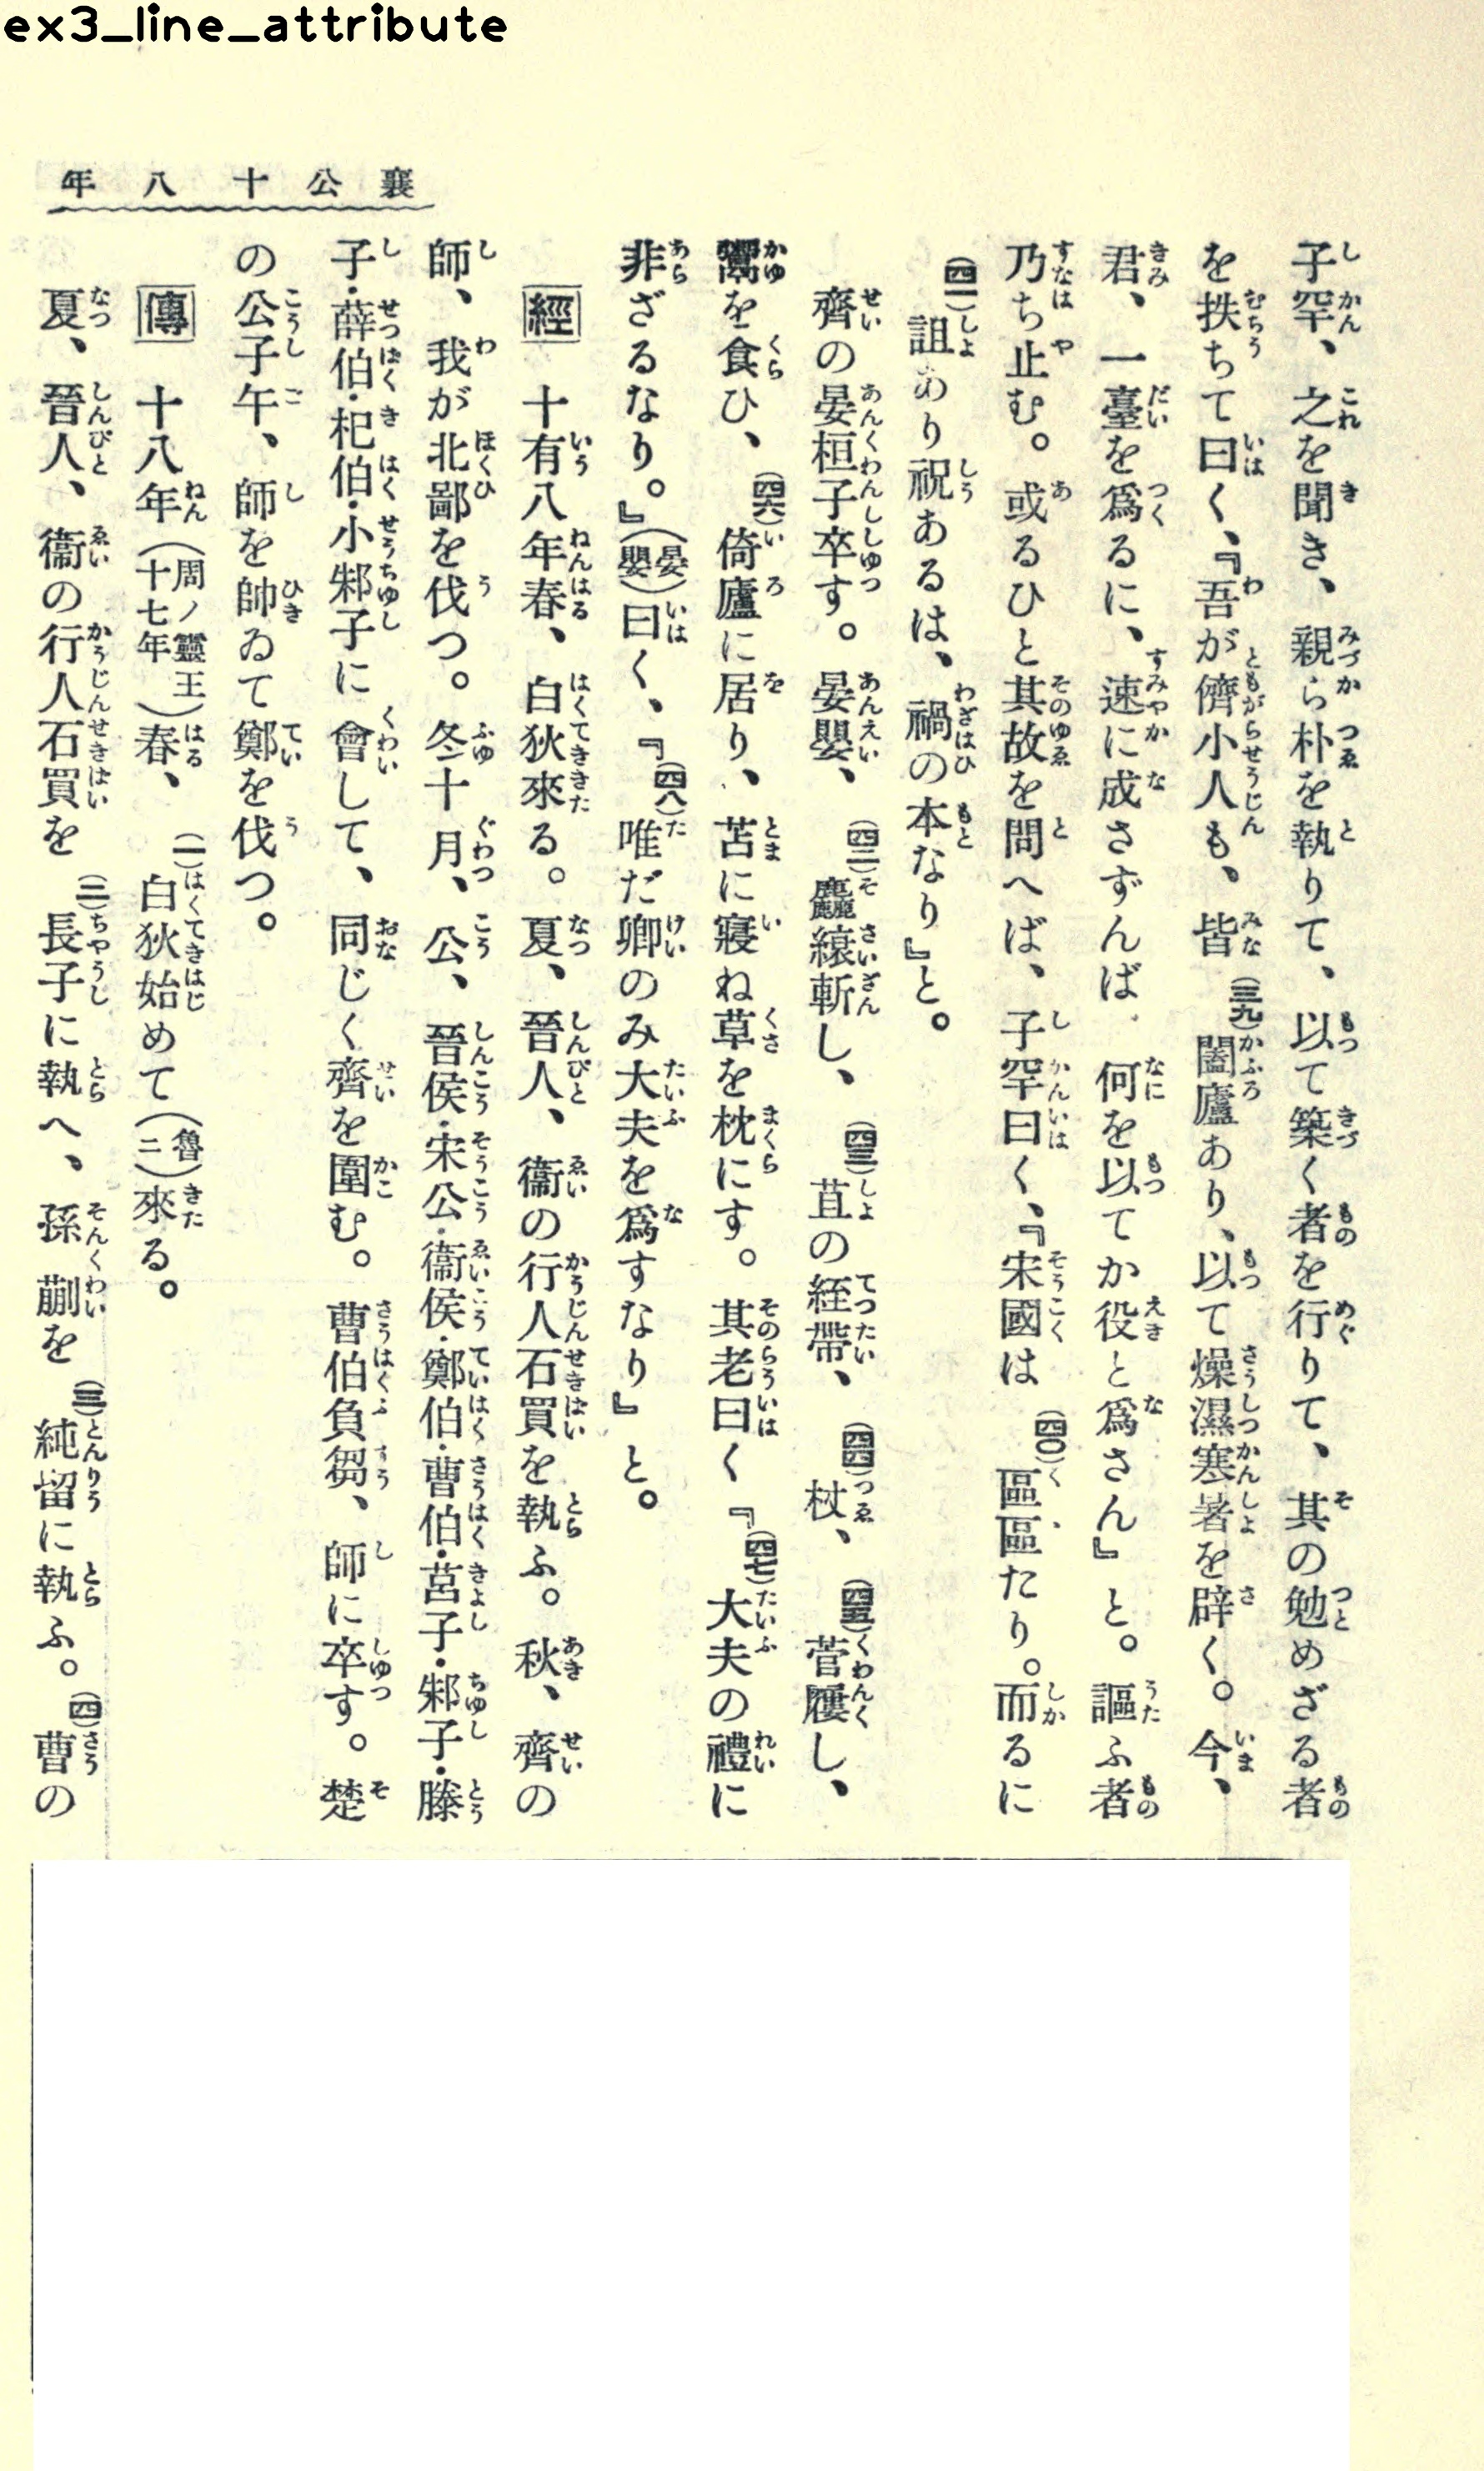 ex3_line_attribute
襄公十八年
子罕、之を聞き、親ら朴を執りて、以て築く者を行りて、其の勉めざる者
を抶ちて曰く、『吾が儕小人も、皆(三九)闔廬あり、以て燥濕寒暑を辟く。今、
君、一臺を爲るに、速に成さずんば何を以てか役と爲さん』と。謳ふ者
乃ち止む。或るひと其故を問へば、子罕曰く、『宋國は(四〇)區區たり。而るに
(四一)詛あり祝あるは、禍の本なり』と。
齊の晏桓子卒す。晏嬰、(四二)麤縗斬し、(四三)苴の絰帶、(四四)杖、(四五)菅屨し、
鬻を食ひ、(四六)倚廬に居り、苫に寢ね草を枕にす。其老曰く『(四七)大夫の禮に
非ざるなり。』(晏嬰)曰く、『(四八)唯だ卿のみ大夫を爲すなり』と。
經 十有八年春、白狄來る。夏、晉人、衞の行人石買を執ふ。秋、齊の
師、我が北鄙を伐つ。冬十月、公、晉侯・宋公・衞侯・鄭伯・曹伯・莒子・邾子・滕
子・薛伯・杞伯・小邾子に會して、同じく齊を圍む。曹伯負芻、師に卒す。楚
の公子午、師を帥ゐて鄭を伐つ。
傳 十八年(周ノ靈王十七年)春、(一)白狄始めて(魯ニ)來る。
夏、晉人、衞の行人石買を(二)長子に執へ、孫蒯を(三)純留に執ふ。(四)曹の